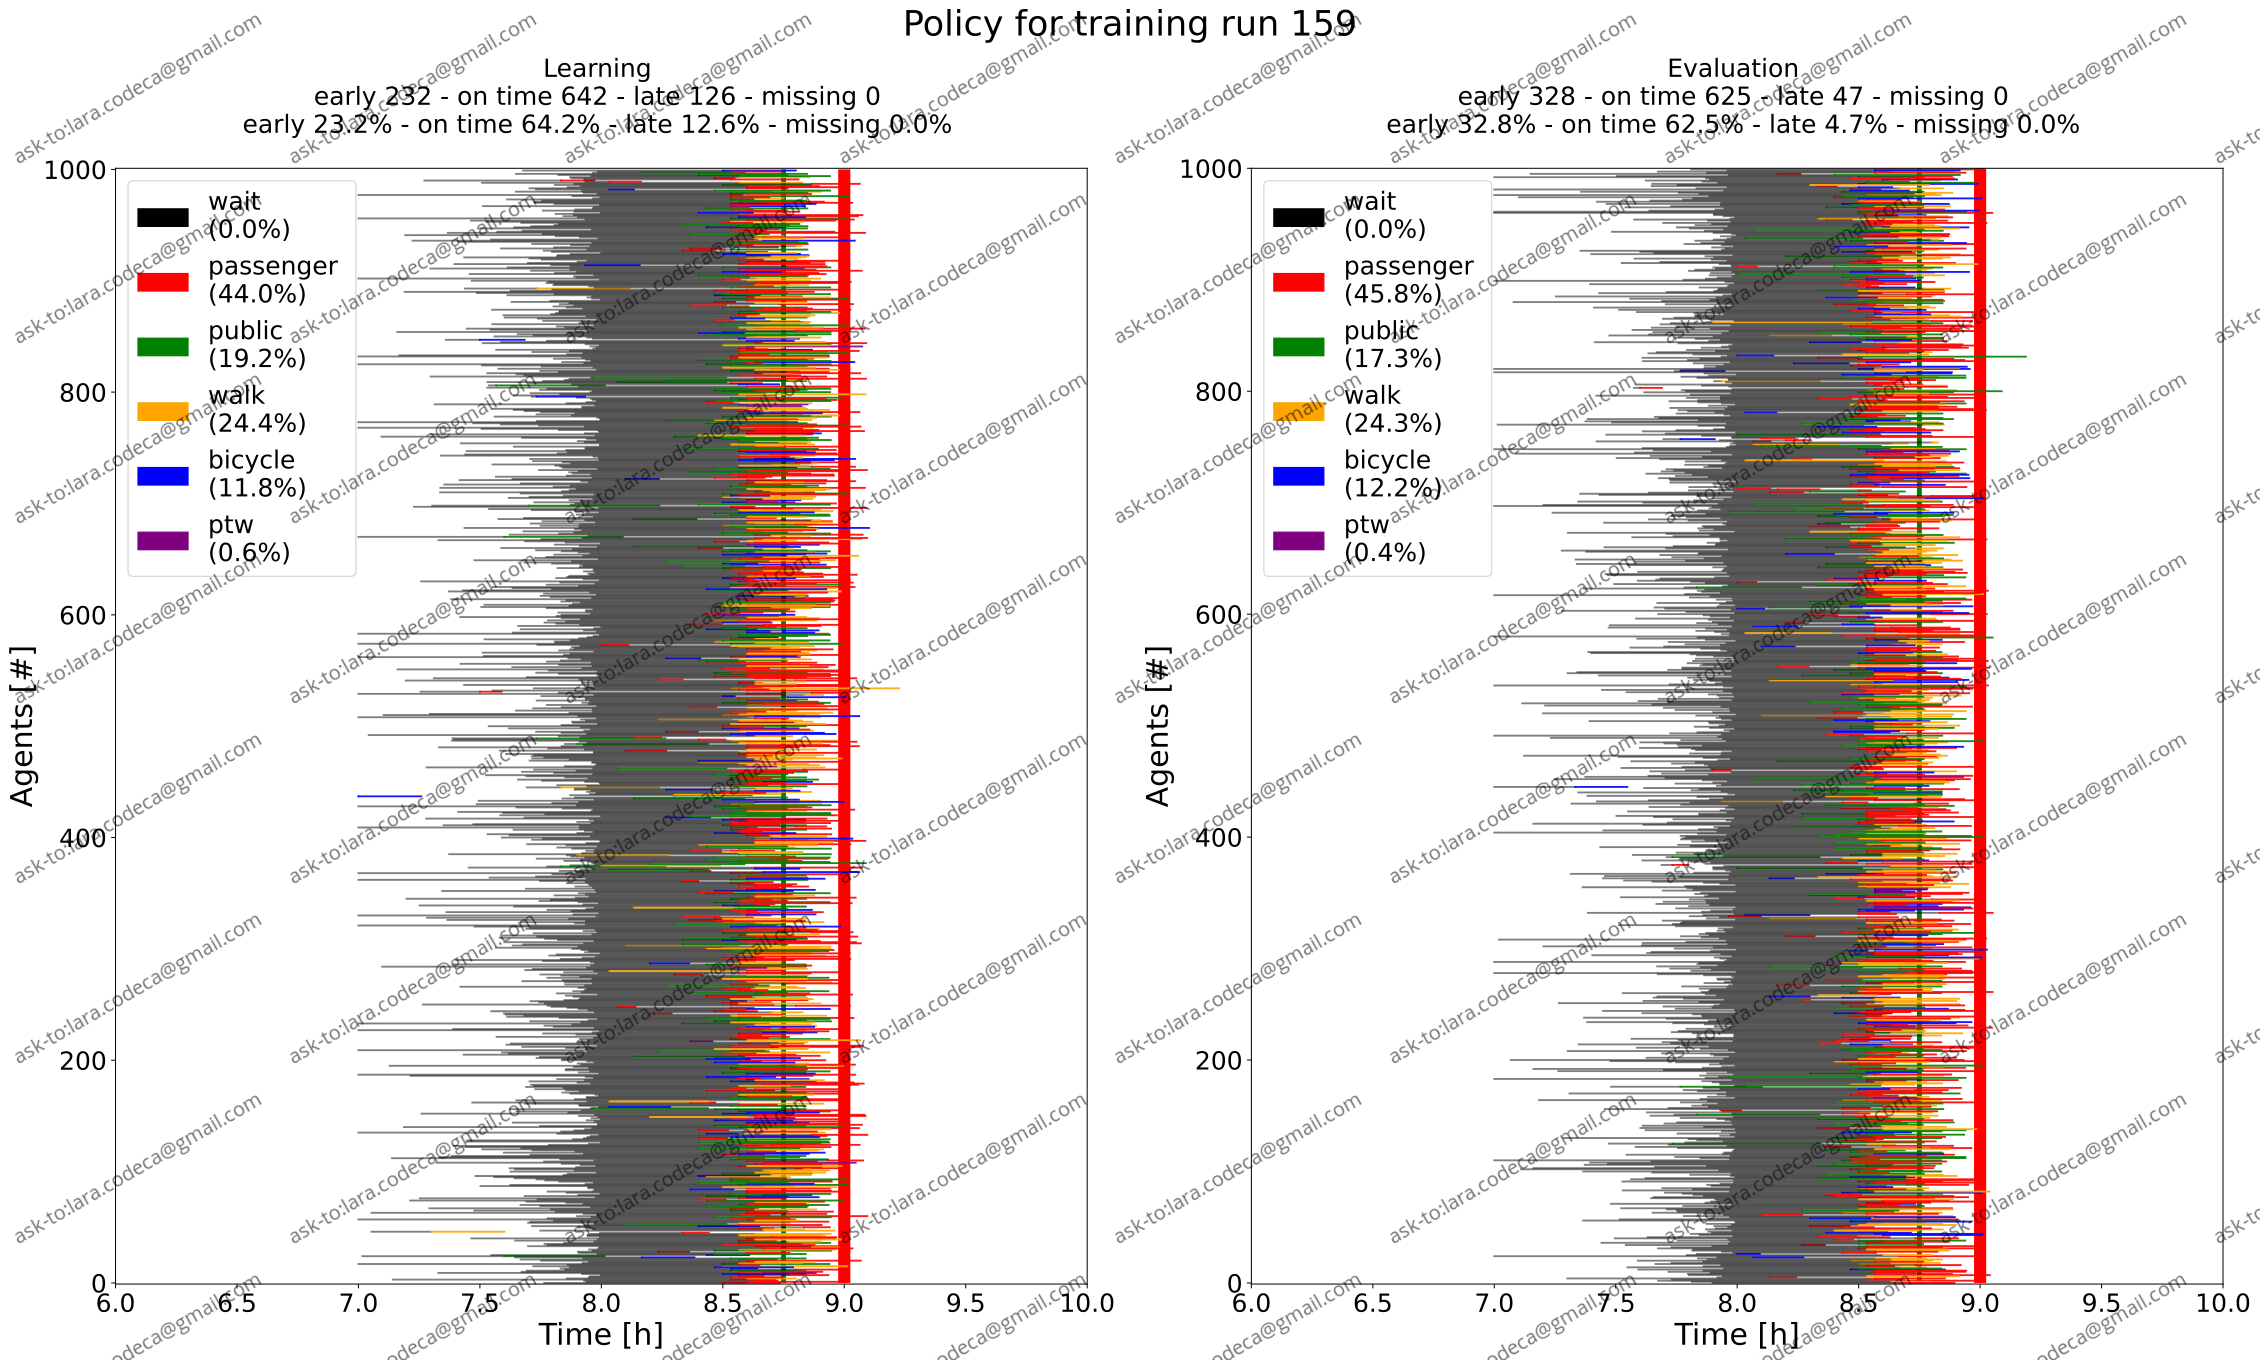 Policy for training run 159
Learning
early 232 - on time 642 - late 126 - missing 0
early 23.2% - on time 64.2% - late 12.6% - missing 0.0%
Agents [#]
1000
800
600
400
200
0
wait
(0.0%)
passenger
(44.0%)
public
(19.2%)
walk
(24.4%)
bicycle
(11.8%)
ptw
(0.6%)
6.0 6.5 7.0 7.5 8.0 8.5 9.0 9.5 10.0
Time [h]
Evaluation
early 328 - on time 625 - late 47 - missing 0
early 32.8% - on time 62.5% - late 4.7% - missing 0.0%
Agents [#]
1000
800
600
400
200
0
wait
(0.0%)
passenger
(45.8%)
public
(17.3%)
walk
(24.3%)
bicycle
(12.2%)
ptw
(0.4%)
6.0 6.5 7.0 7.5 8.0 8.5 9.0 9.5 10.0
Time [h]
ask-to:lara.codeca@gmail.com